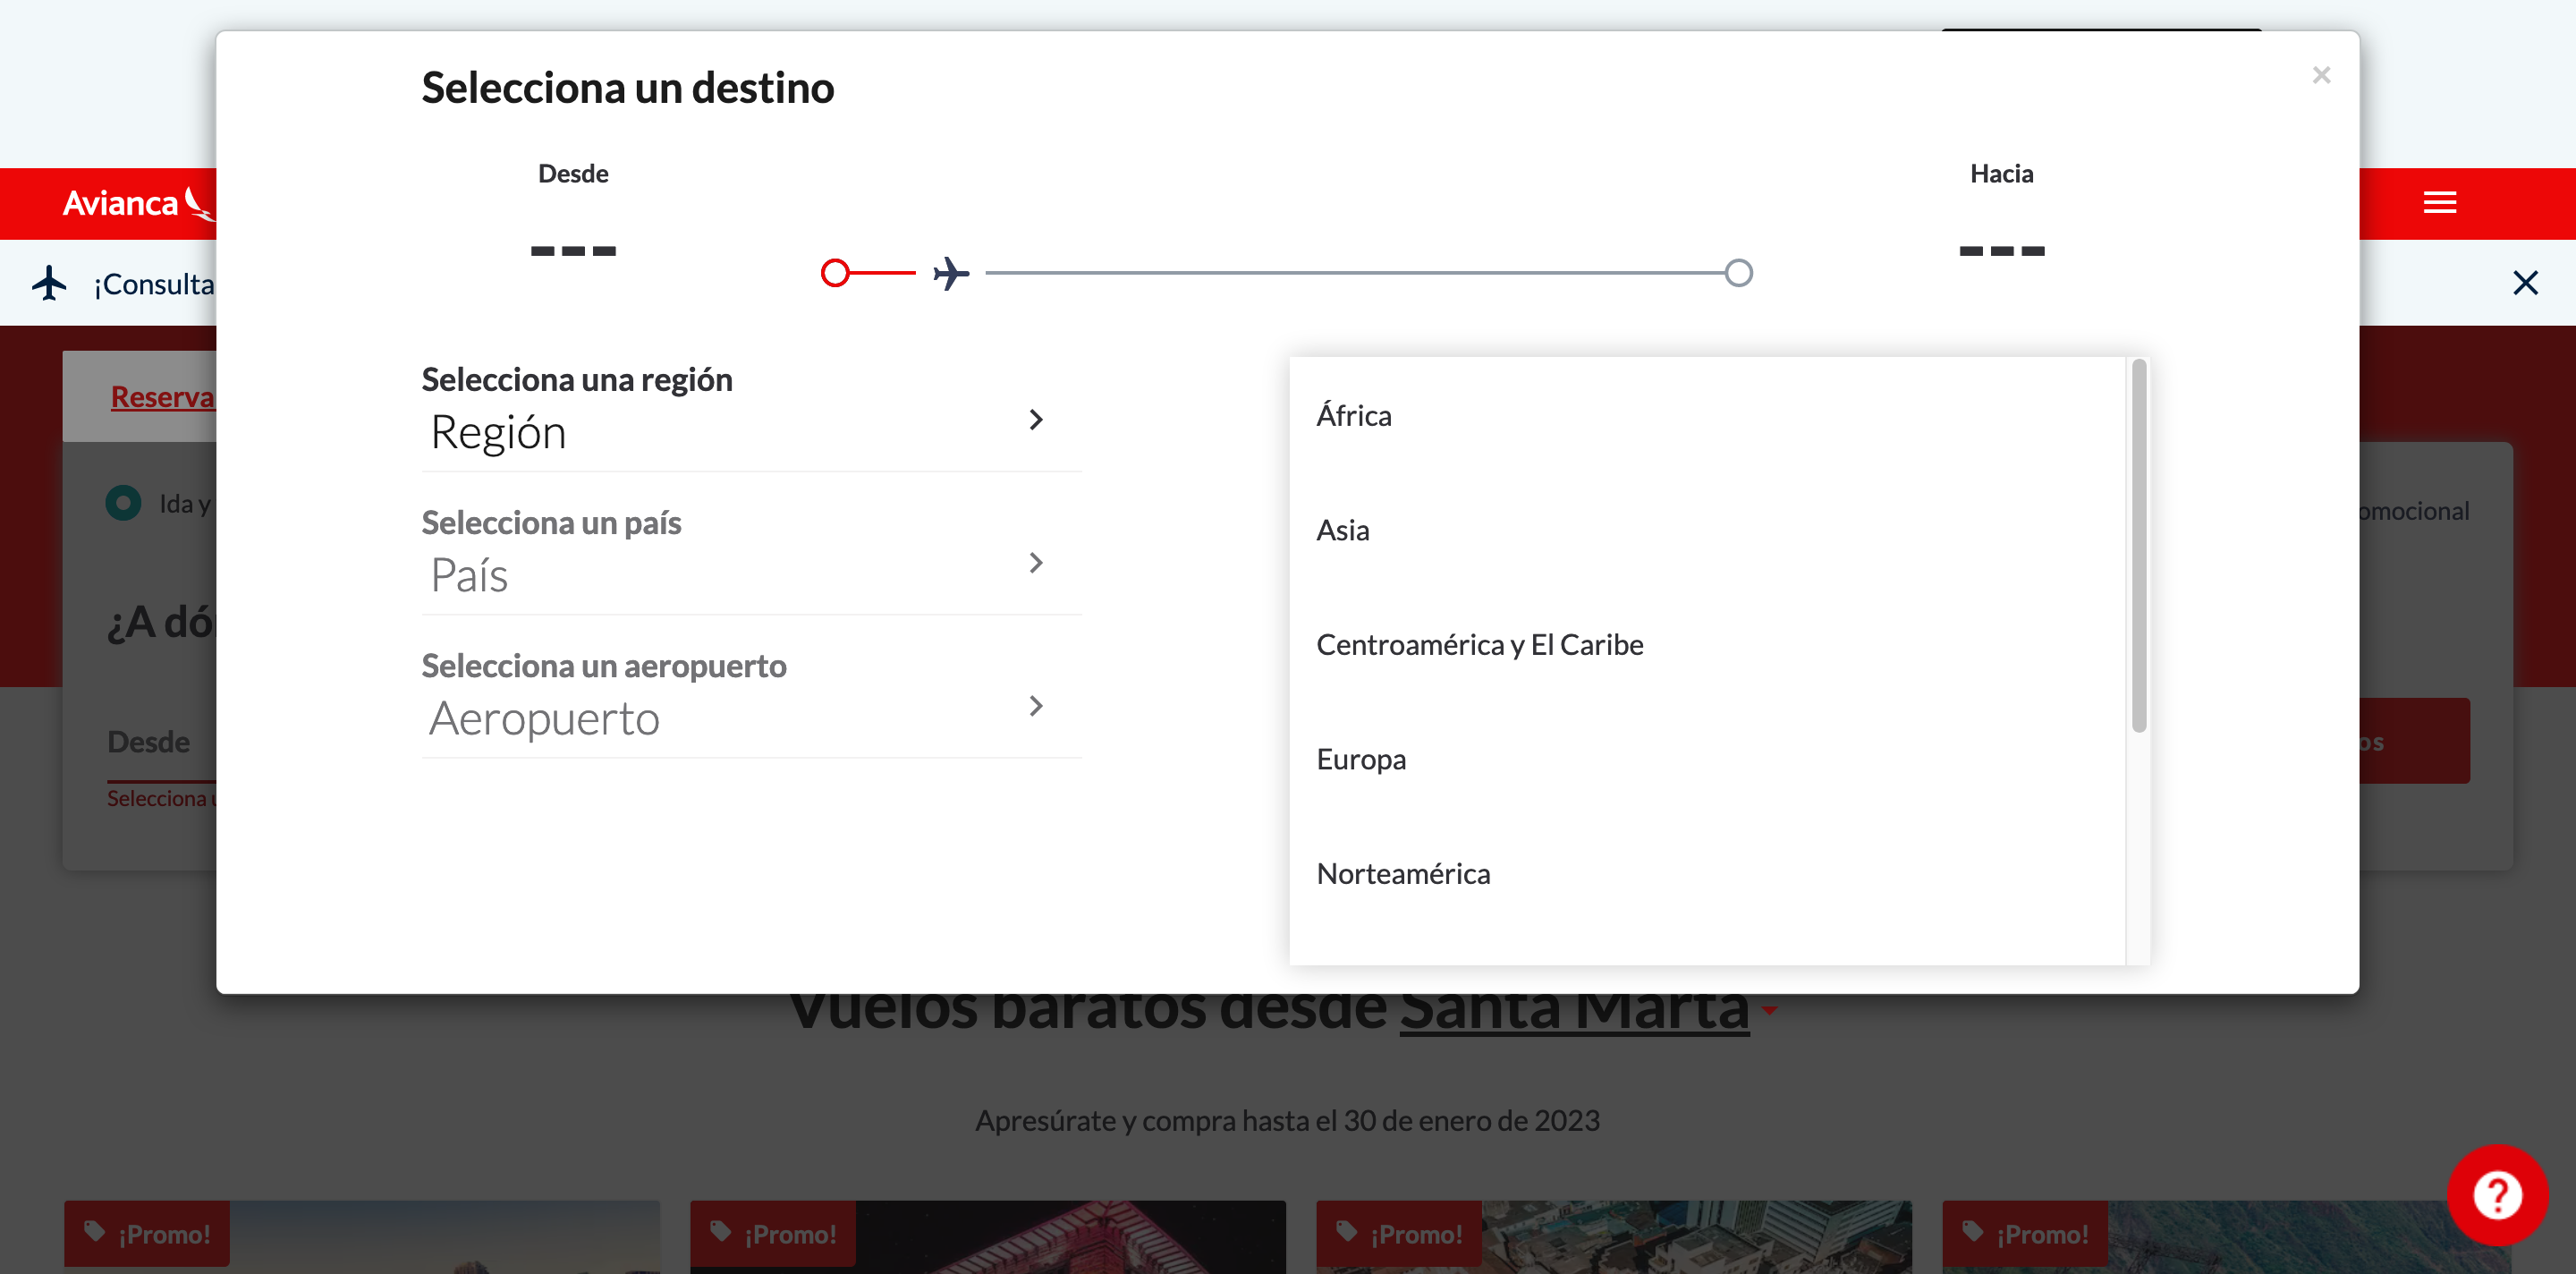 Selecciona un destino
×
Desde
Hacia
---
---
Avianca
¡Consulta
Selecciona una región
Región
África
Reserva
Selecciona un país
País
Asia
Ida y
omocional
Selecciona un aeropuerto
Aeropuerto
Centroamérica y El Caribe
¿A dó
Europa
Desde
os
Selecciona u
Norteamérica
Vuelos baratos desde Santa Marta
Apresúrate y compra hasta el 30 de enero de 2023
¡Promo!
¡Promo!
¡Promo!
¡Promo!
?